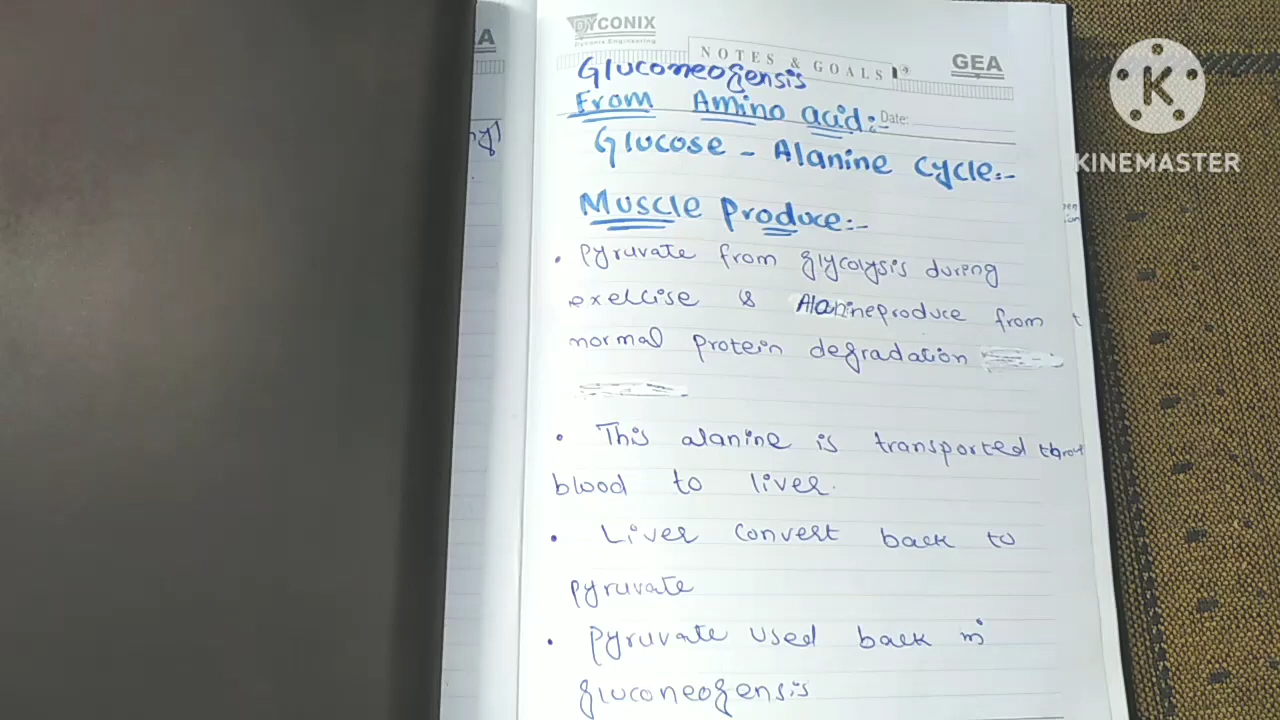 DYCONIX
Dyconix Engineering
NOTES & GOALS
GEA
Gluconeogensis
From Amino acid:-
Date:
Glucose - Alanine Cycle:-
Muscle Produce:-
• Pyruvate from glycolysis during
exercise & Alanine produce from
normal protein degradation
• This alanine is transported throu
blood to liver.
• Liver convert back to
pyruvate
• Pyruvate used back in
gluconeogensis
K
KINEMASTER